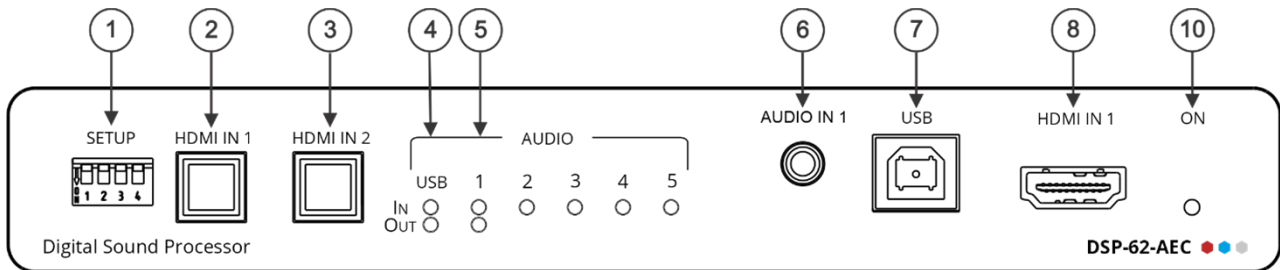 1 2 3 4 5 6 7 8 10
SETUP HDMI IN 1 HDMI IN 2 AUDIO AUDIO IN 1 USB HDMI IN 1 ON
USB 1 2 3 4 5
ON 1 2 3 4
IN
OUT
Digital Sound Processor DSP-62-AEC